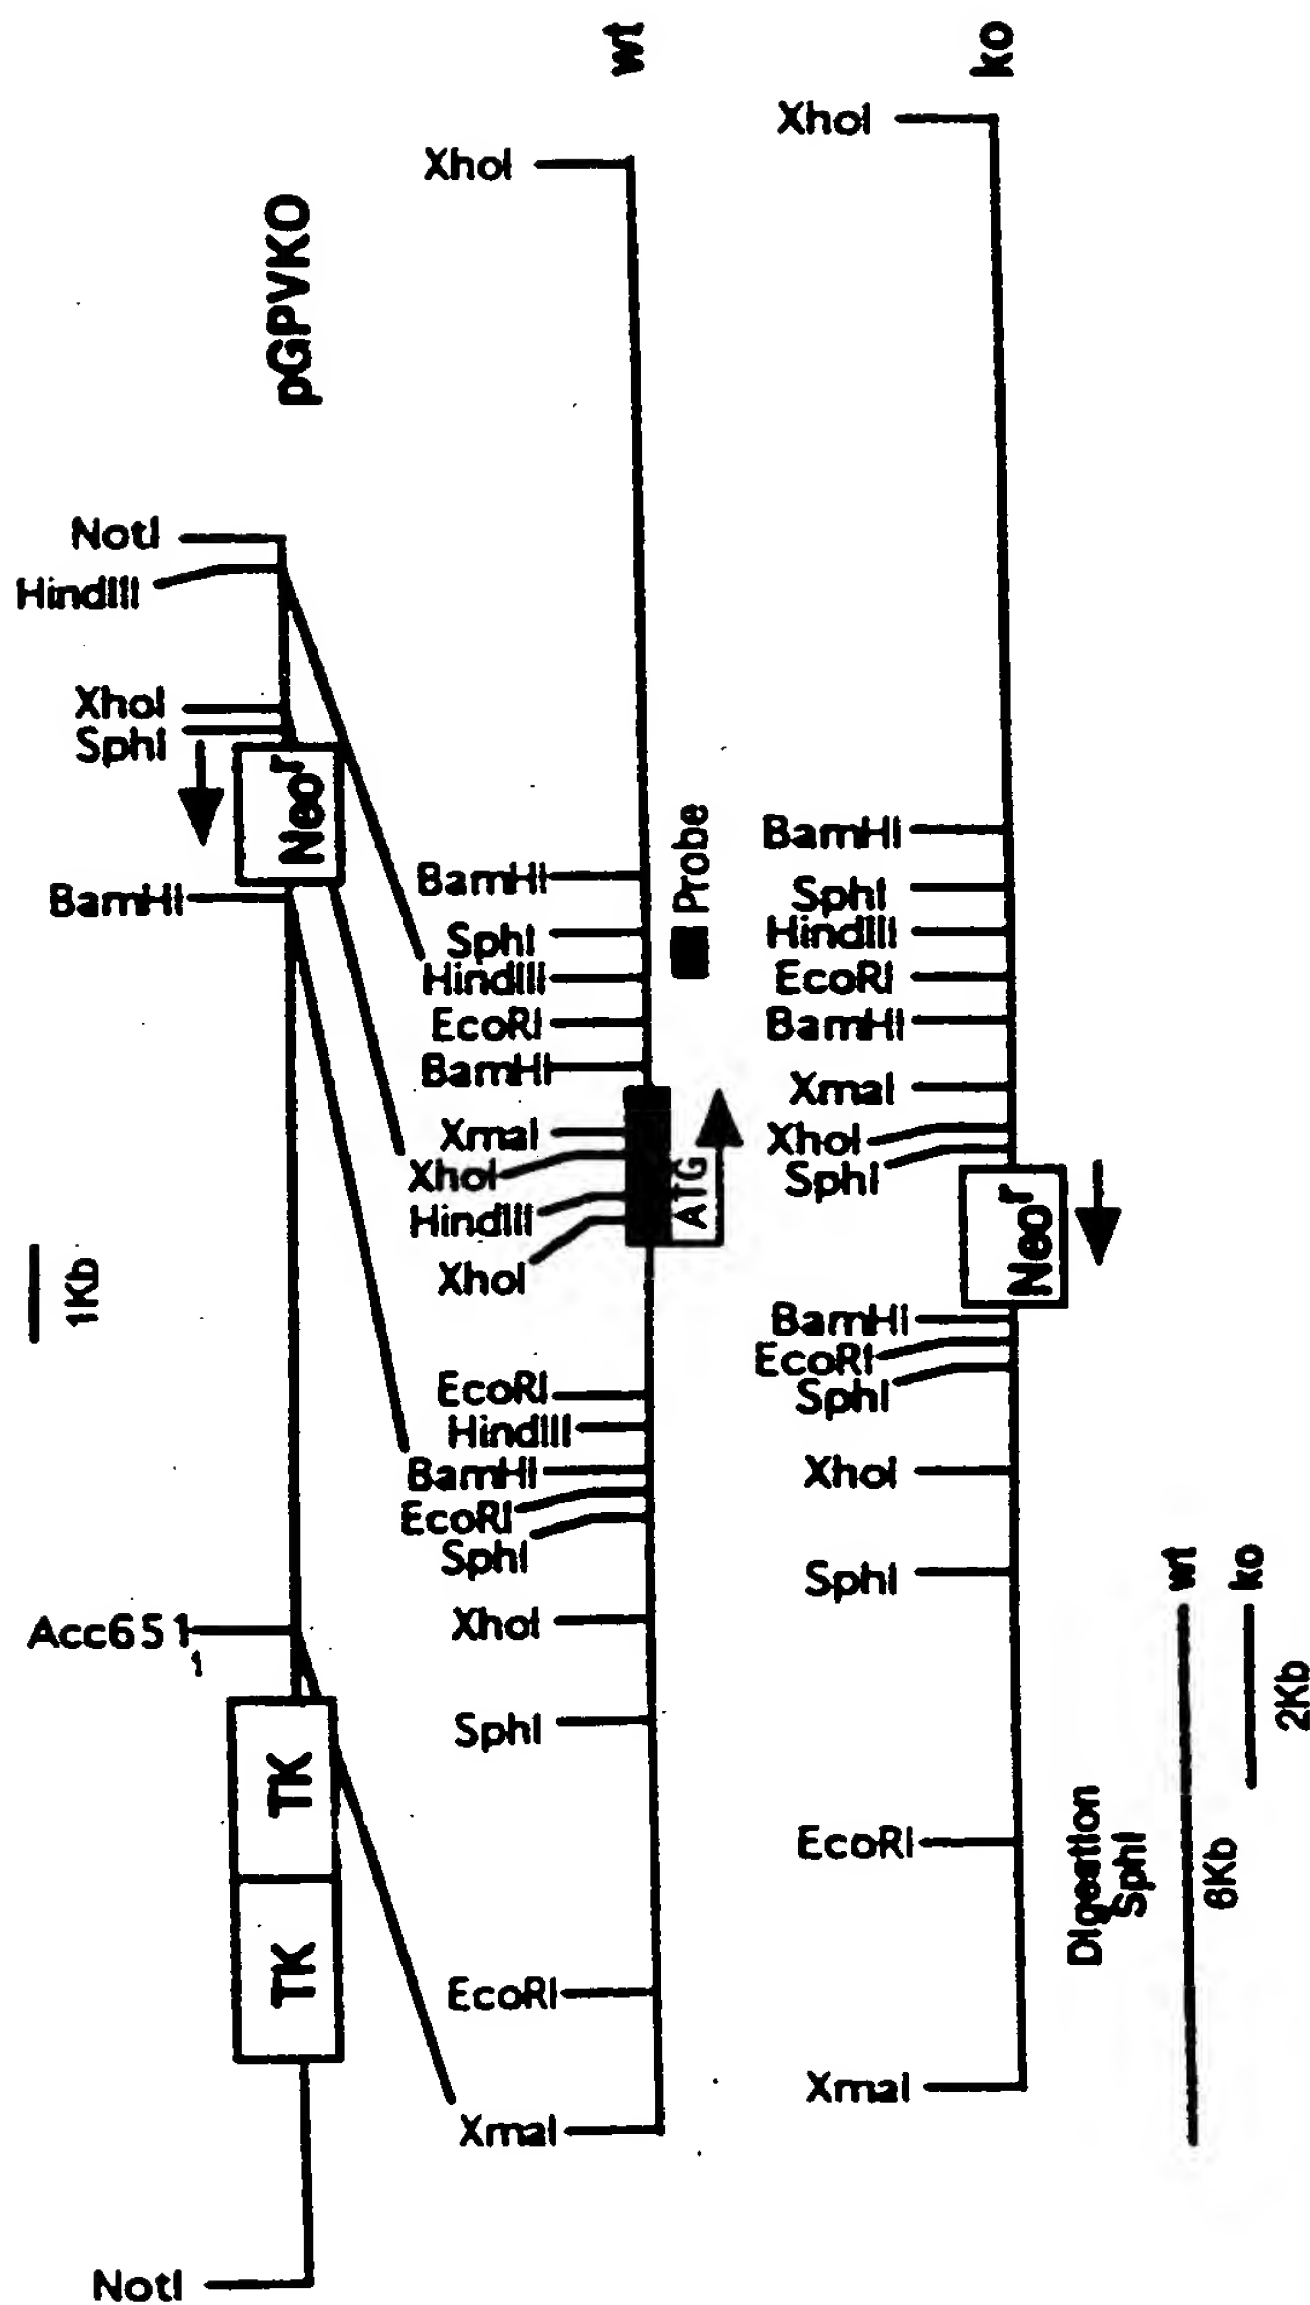 wt
ko
XhoI
XhoI
pGPVKO
NotI
HindIII
XhoI
SphI
Neor
BamHI
BamHI
SphI
HindIII
EcoRI
BamHI
XmaI
XhoI
HindIII
XhoI
Probe
ATG
BamHI
SphI
HindIII
EcoRI
BamHI
XmaI
XhoI
SphI
Neor
1Kb
EcoRI
HindIII
BamHI
EcoRI
SphI
XhoI
SphI
BamHI
EcoRI
SphI
XhoI
SphI
Acc651
TK
TK
EcoRI
XmaI
NotI
EcoRI
XmaI
Digestion
SphI
wt
6Kb
ko
2Kb